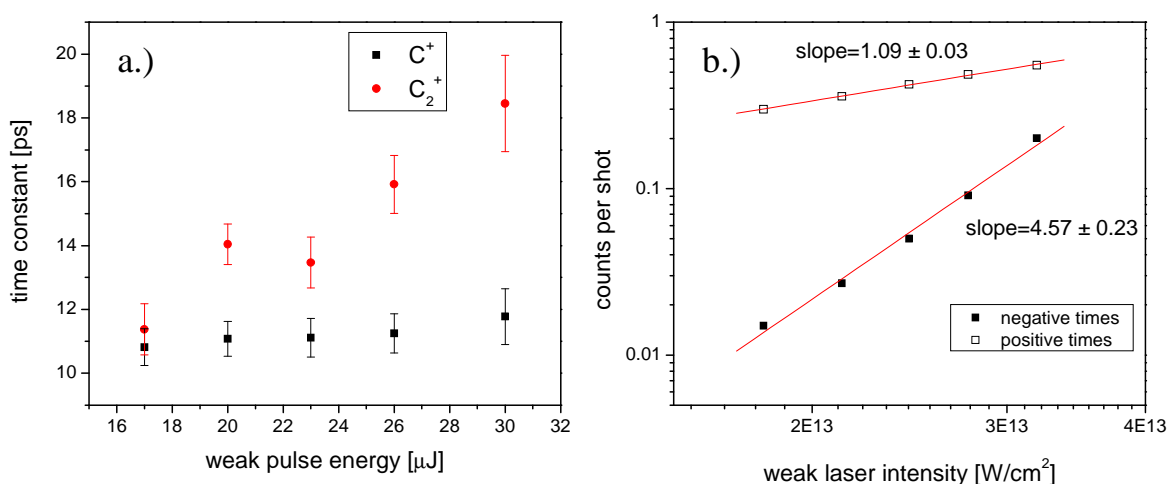 a.)
C⁺
C₂⁺
20
18
16
14
12
10
time constant [ps]
16 18 20 22 24 26 28 30 32
weak pulse energy [μJ]
b.)
slope=1.09 ± 0.03
slope=4.57 ± 0.23
negative times
positive times
1
0.1
0.01
counts per shot
2E13 3E13 4E13
weak laser intensity [W/cm²]